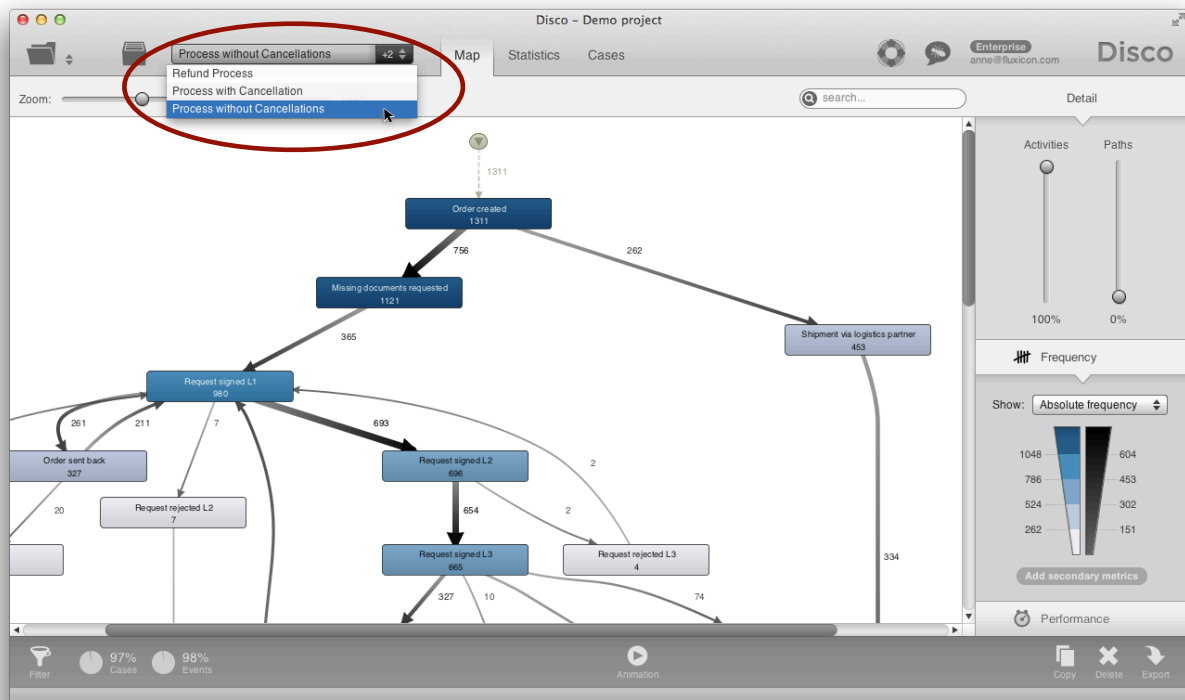 Disco – Demo project
Process without Cancellations +2
Map Statistics Cases
Enterprise
anne@fluxicon.com
Disco
Refund Process
Process with Cancellation
Process without Cancellations
Zoom:
search...
Detail
Activities Paths
100% 0%
Frequency
Show: Absolute frequency
1048 604
786 453
524 302
262 151
Add secondary metrics
Performance
1311
Order created
1311
756
262
Missing documents requested
1121
365
Shipment via logistics partner
453
Request signed L1
980
261
211
7
693
2
Order sent back
327
Request signed L2
696
20
Request rejected L2
7
654
2
Request signed L3
665
Request rejected L3
4
334
327
10
74
Filter
97%
Cases
98%
Events
Animation
Copy
Delete
Export